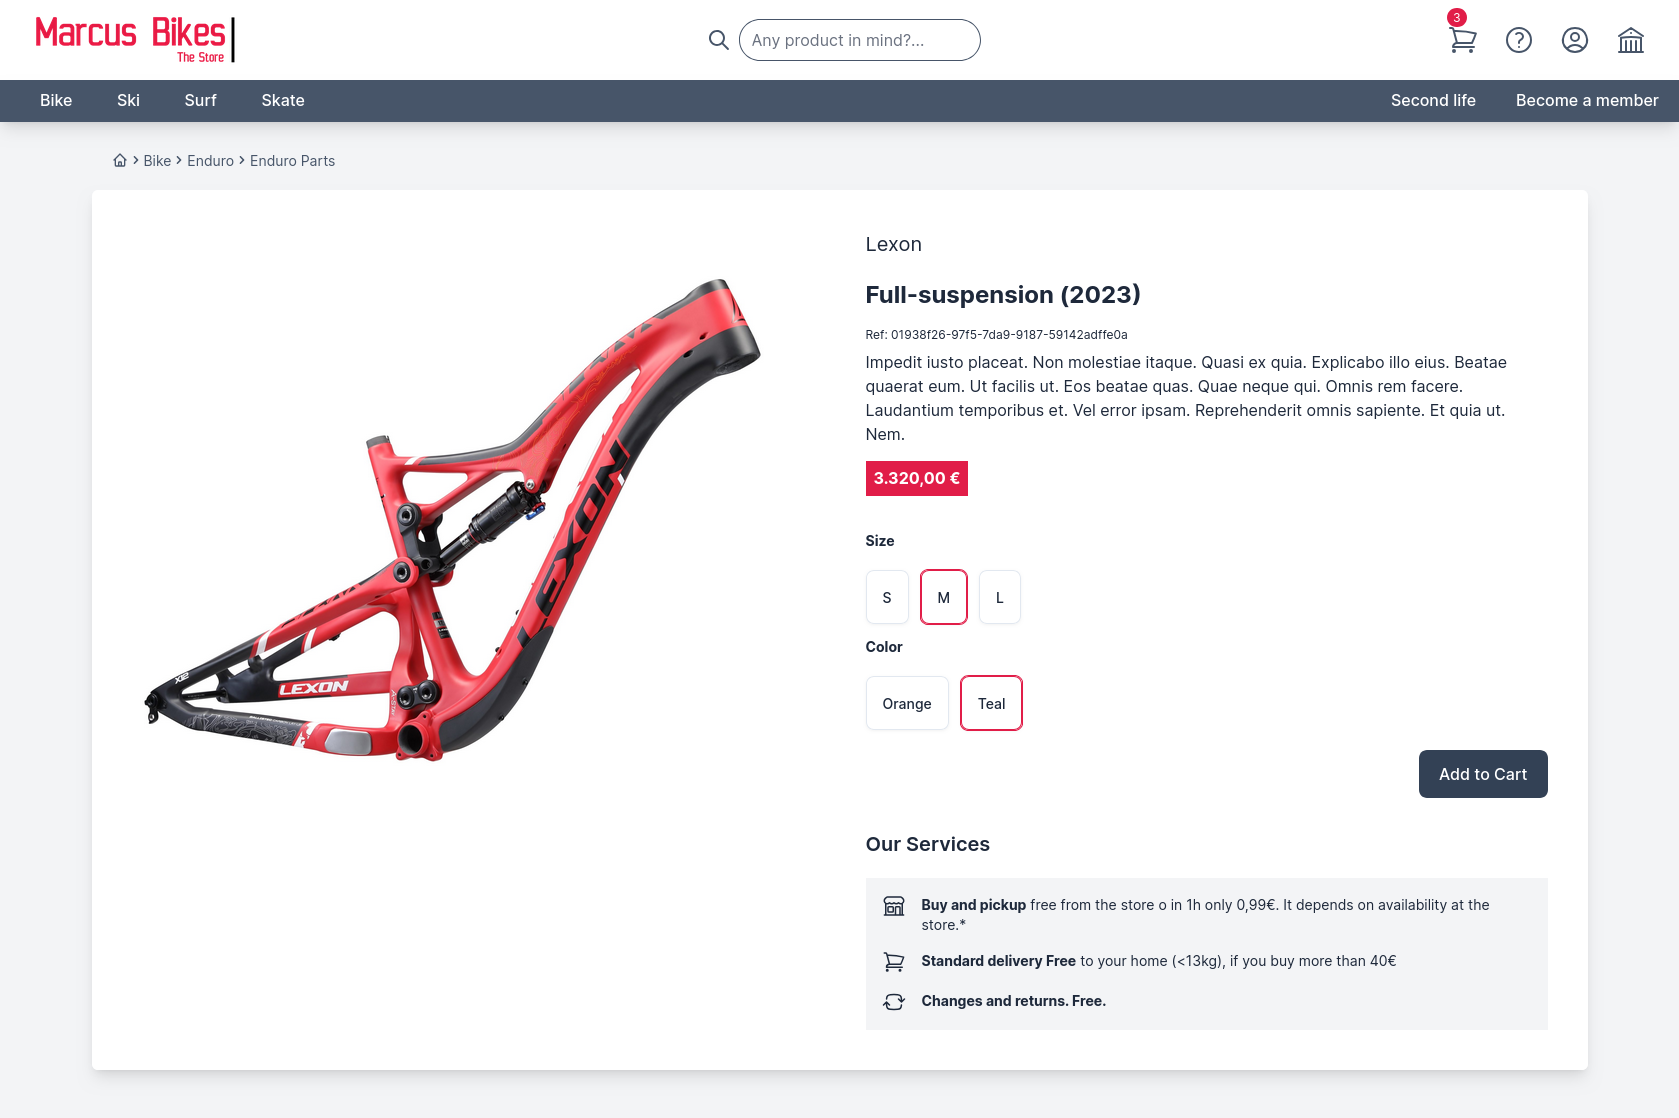 Marcus Bikes
The Store
Any product in mind?...
3
Bike
Ski
Surf
Skate
Second life
Become a member
Bike
Enduro
Enduro Parts
LEXON
LEXON
X12
Lexon
Full-suspension (2023)
Ref: 01938f26-97f5-7da9-9187-59142adffe0a
Impedit iusto placeat. Non molestiae itaque. Quasi ex quia. Explicabo illo eius. Beatae
quaerat eum. Ut facilis ut. Eos beatae quas. Quae neque qui. Omnis rem facere.
Laudantium temporibus et. Vel error ipsam. Reprehenderit omnis sapiente. Et quia ut.
Nem.
3.320,00 €
Size
S
M
L
Color
Orange
Teal
Add to Cart
Our Services
Buy and pickup free from the store o in 1h only 0,99€. It depends on availability at the
store.*
Standard delivery Free to your home (<13kg), if you buy more than 40€
Changes and returns. Free.